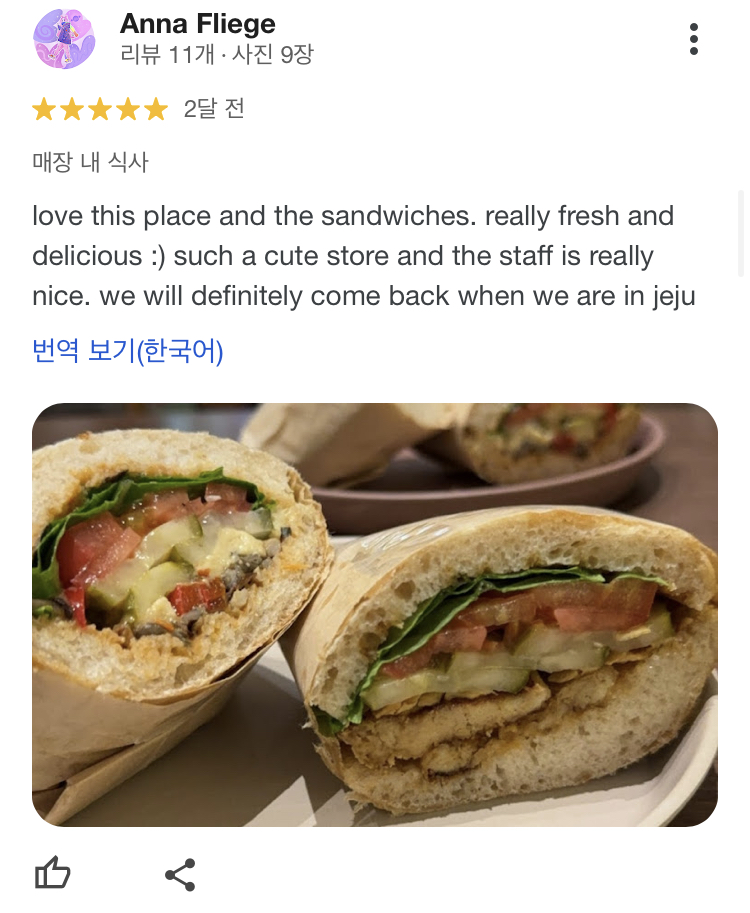 Anna Fliege
리뷰 11개 · 사진 9장
2달 전
매장 내 식사
love this place and the sandwiches. really fresh and
delicious :) such a cute store and the staff is really
nice. we will definitely come back when we are in jeju
번역 보기(한국어)